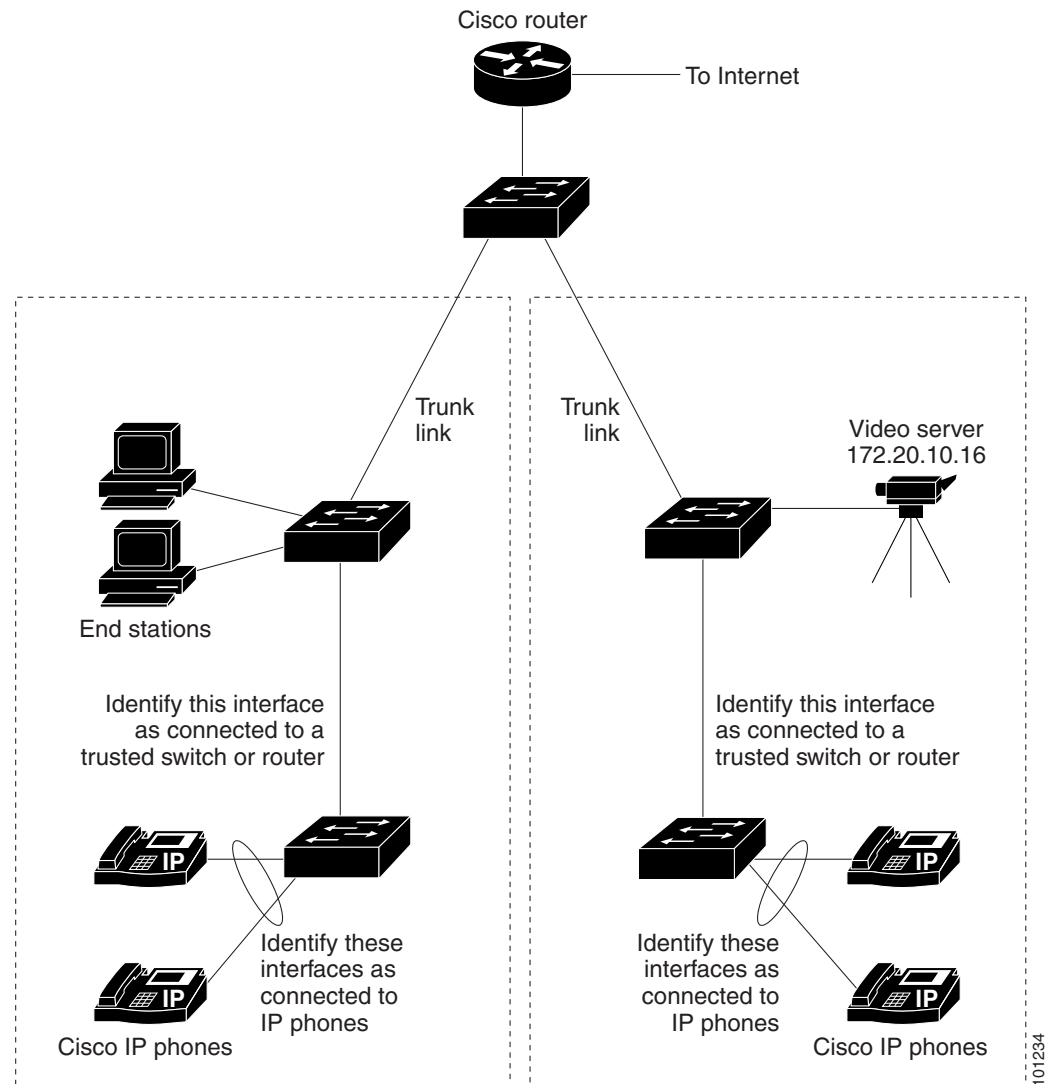 Cisco router
To Internet
Trunk
link
Trunk
link
Video server
172.20.10.16
End stations
Identify this interface
as connected to a
trusted switch or router
Identify this interface
as connected to a
trusted switch or router
IP
IP
Identify these
interfaces as
connected to
IP phones
Identify these
interfaces as
connected to
IP phones
IP
IP
Cisco IP phones
Cisco IP phones
101234